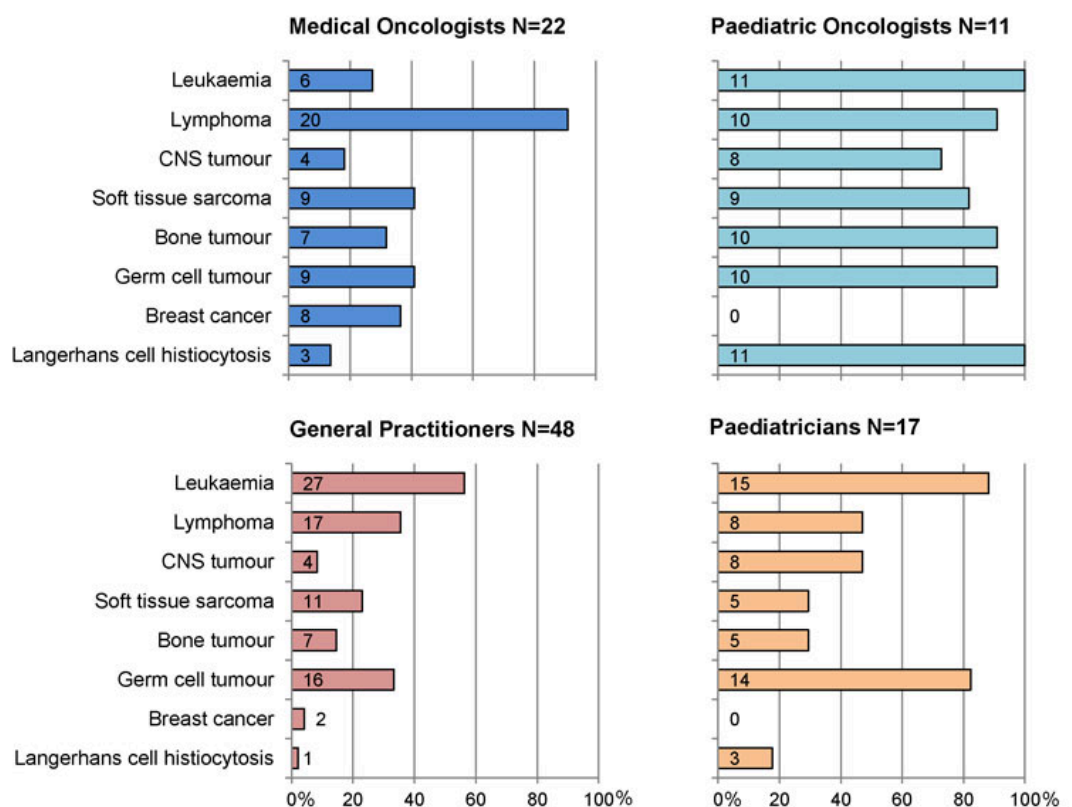 Medical Oncologists N=22
Leukaemia 6
Lymphoma 20
CNS tumour 4
Soft tissue sarcoma 9
Bone tumour 7
Germ cell tumour 9
Breast cancer 8
Langerhans cell histiocytosis 3
Paediatric Oncologists N=11
11
10
8
9
10
10
0
11
General Practitioners N=48
Leukaemia 27
Lymphoma 17
CNS tumour 4
Soft tissue sarcoma 11
Bone tumour 7
Germ cell tumour 16
Breast cancer 2
Langerhans cell histiocytosis 1
0% 20 40 60 80 100%
Paediatricians N=17
15
8
8
5
5
14
0
3
0% 20 40 60 80 100%